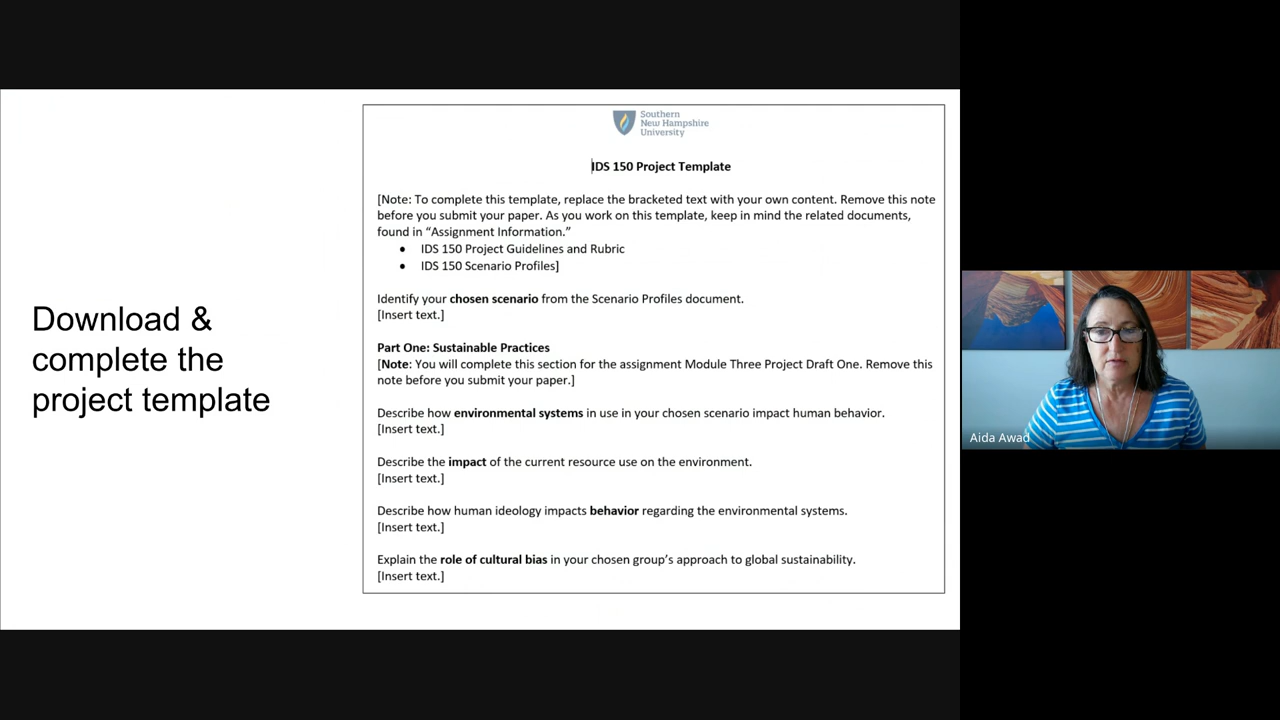 Southern
New Hampshire
University
IDS 150 Project Template
[Note: To complete this template, replace the bracketed text with your own content. Remove this note
before you submit your paper. As you work on this template, keep in mind the related documents,
found in “Assignment Information.”
• IDS 150 Project Guidelines and Rubric
• IDS 150 Scenario Profiles]
Identify your chosen scenario from the Scenario Profiles document.
[Insert text.]
Part One: Sustainable Practices
[Note: You will complete this section for the assignment Module Three Project Draft One. Remove this
note before you submit your paper.]
Describe how environmental systems in use in your chosen scenario impact human behavior.
[Insert text.]
Describe the impact of the current resource use on the environment.
[Insert text.]
Describe how human ideology impacts behavior regarding the environmental systems.
[Insert text.]
Explain the role of cultural bias in your chosen group’s approach to global sustainability.
[Insert text.]
Download &
complete the
project template
Aida Awad